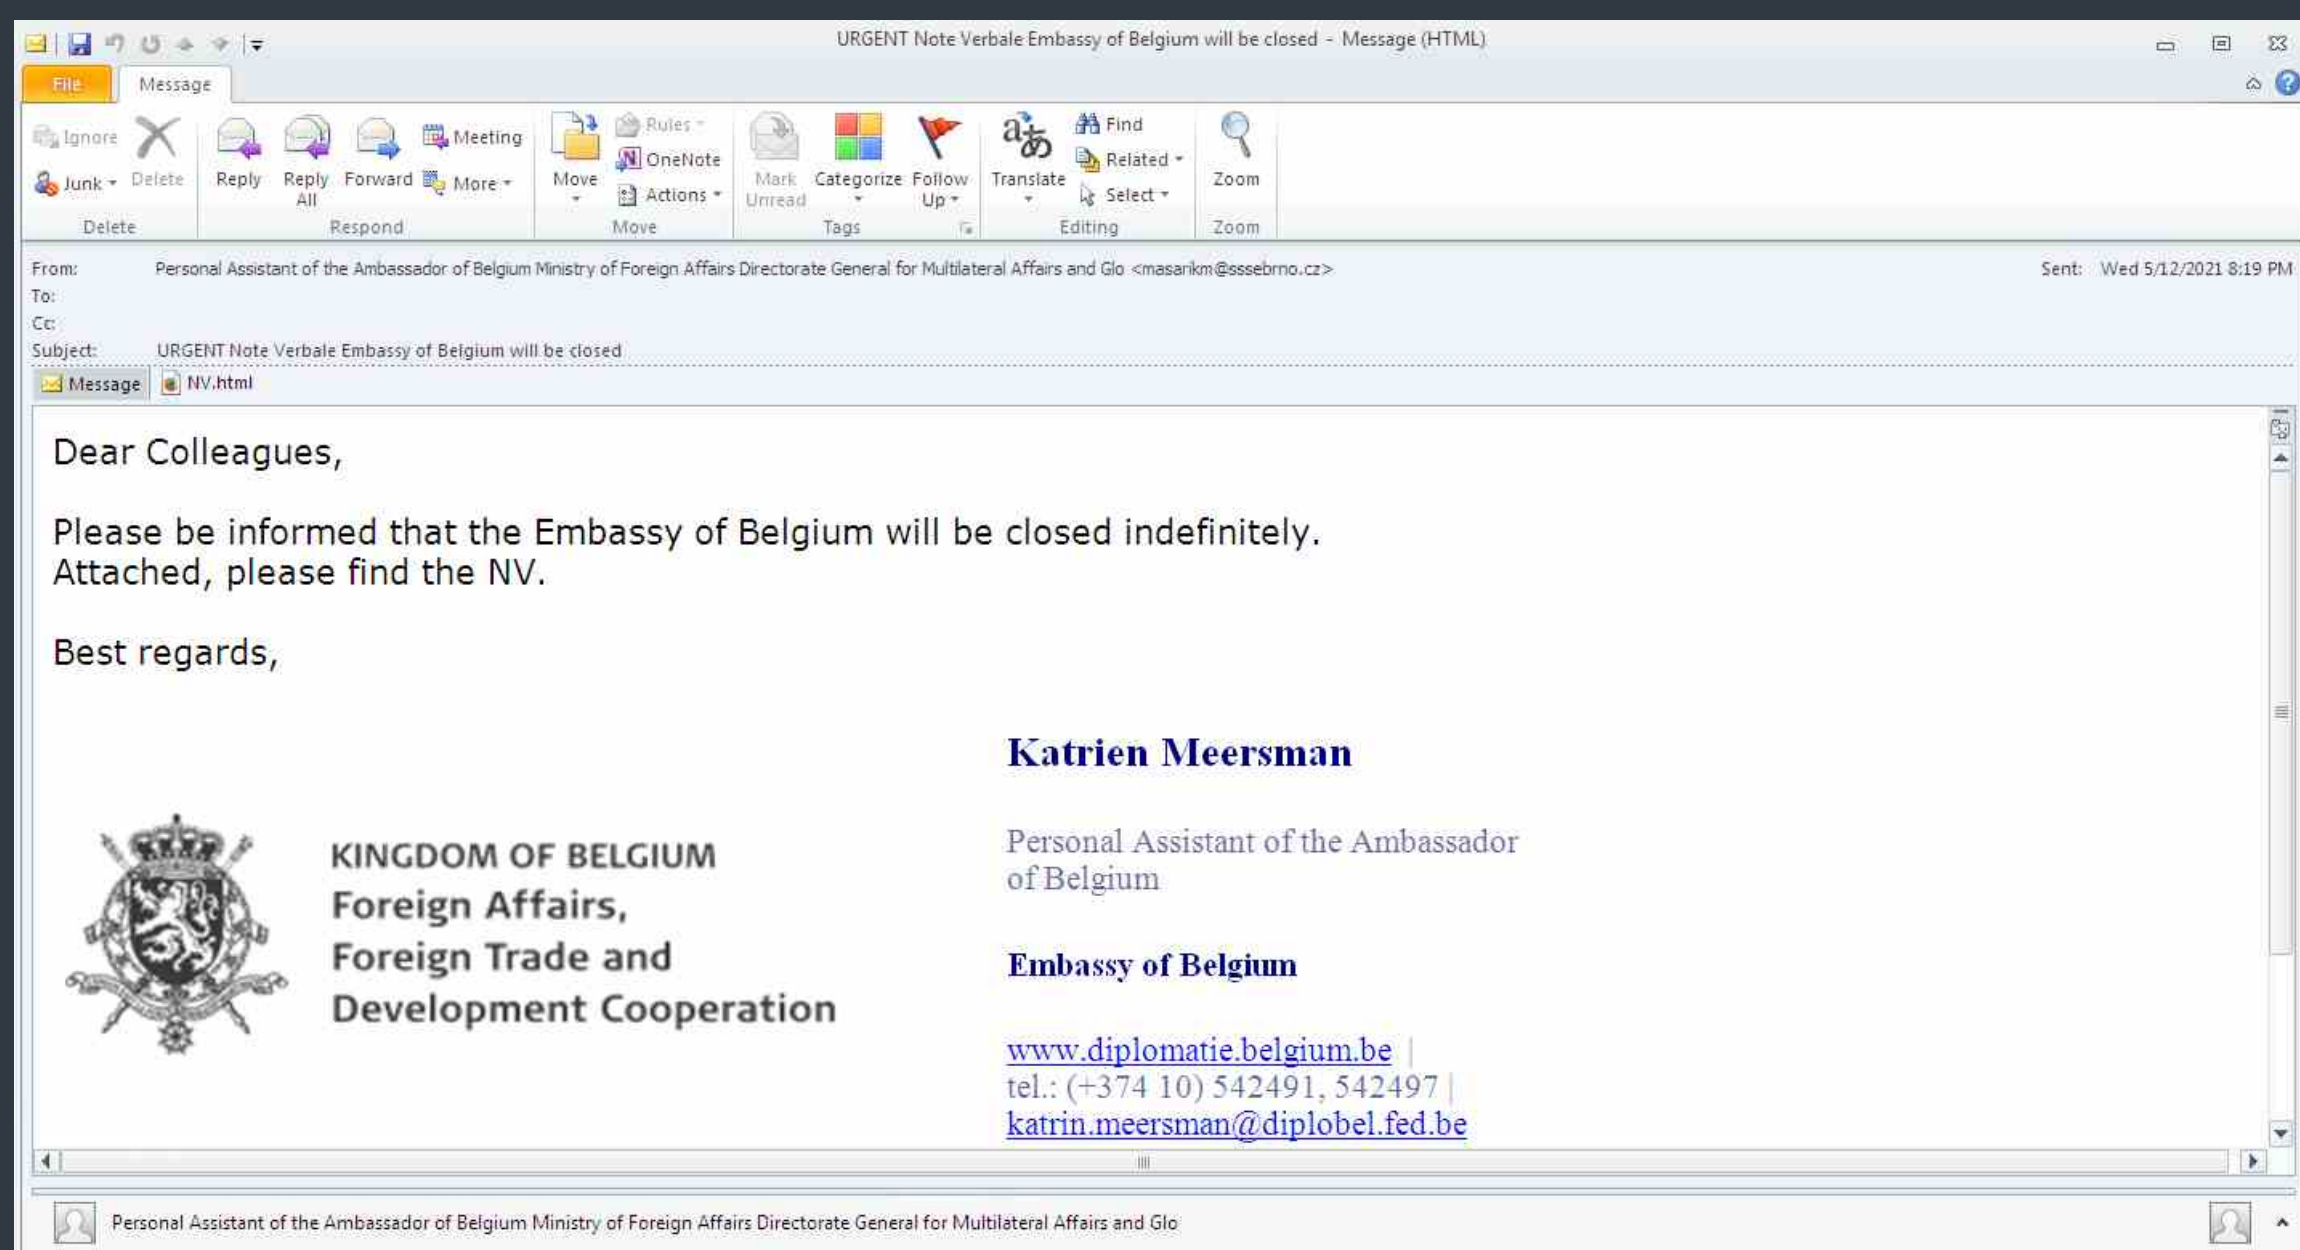 URGENT Note Verbale Embassy of Belgium will be closed - Message (HTML)
File Message
Ignore
Junk
Delete
Reply
Reply All
Forward
Meeting
More
Move
Rules
OneNote
Actions
Mark Unread
Categorize
Follow Up
Translate
Find
Related
Select
Zoom
Delete Respond Move Tags Editing Zoom
From: Personal Assistant of the Ambassador of Belgium Ministry of Foreign Affairs Directorate General for Multilateral Affairs and Glo <masarikm@sssebrno.cz> Sent: Wed 5/12/2021 8:19 PM
To:
Cc:
Subject: URGENT Note Verbale Embassy of Belgium will be closed
Message NV.html
Dear Colleagues,
Please be informed that the Embassy of Belgium will be closed indefinitely.
Attached, please find the NV.
Best regards,
KINGDOM OF BELGIUM
Foreign Affairs,
Foreign Trade and
Development Cooperation
Katrien Meersman
Personal Assistant of the Ambassador
of Belgium
Embassy of Belgium
www.diplomatie.belgium.be |
tel.: (+374 10) 542491, 542497 |
katrin.meersman@diplobel.fed.be
Personal Assistant of the Ambassador of Belgium Ministry of Foreign Affairs Directorate General for Multilateral Affairs and Glo